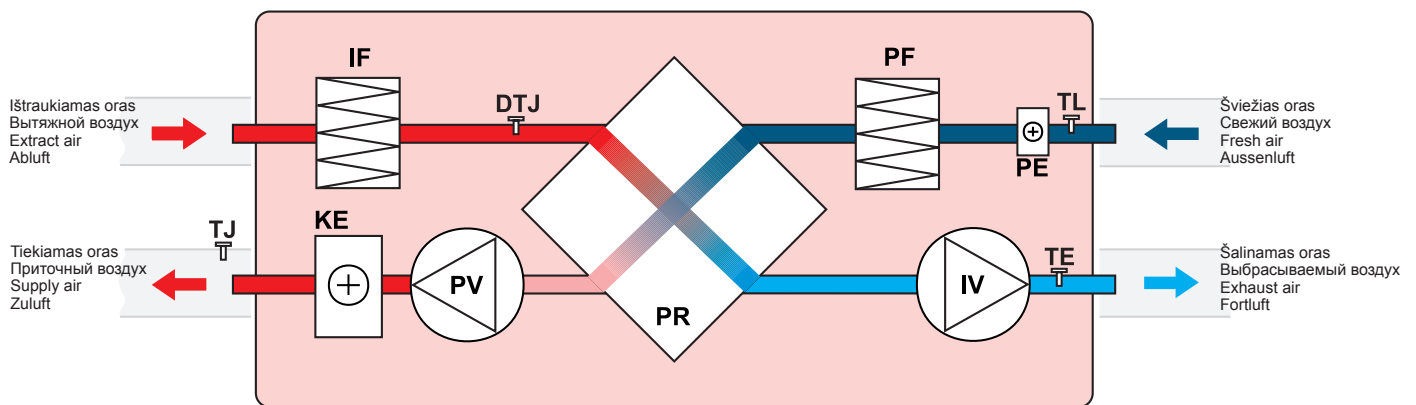 IF
PF
Ištraukiamas oras
Вытяжной воздух
Extract air
Abluft
DTJ
TL
Šviežias oras
Свежий воздух
Fresh air
Aussenluft
PE
TJ
KE
Tiekiamas oras
Приточный воздух
Supply air
Zuluft
PV
PR
IV
TE
Šalinamas oras
Выбрасываемый воздух
Exhaust air
Fortluft